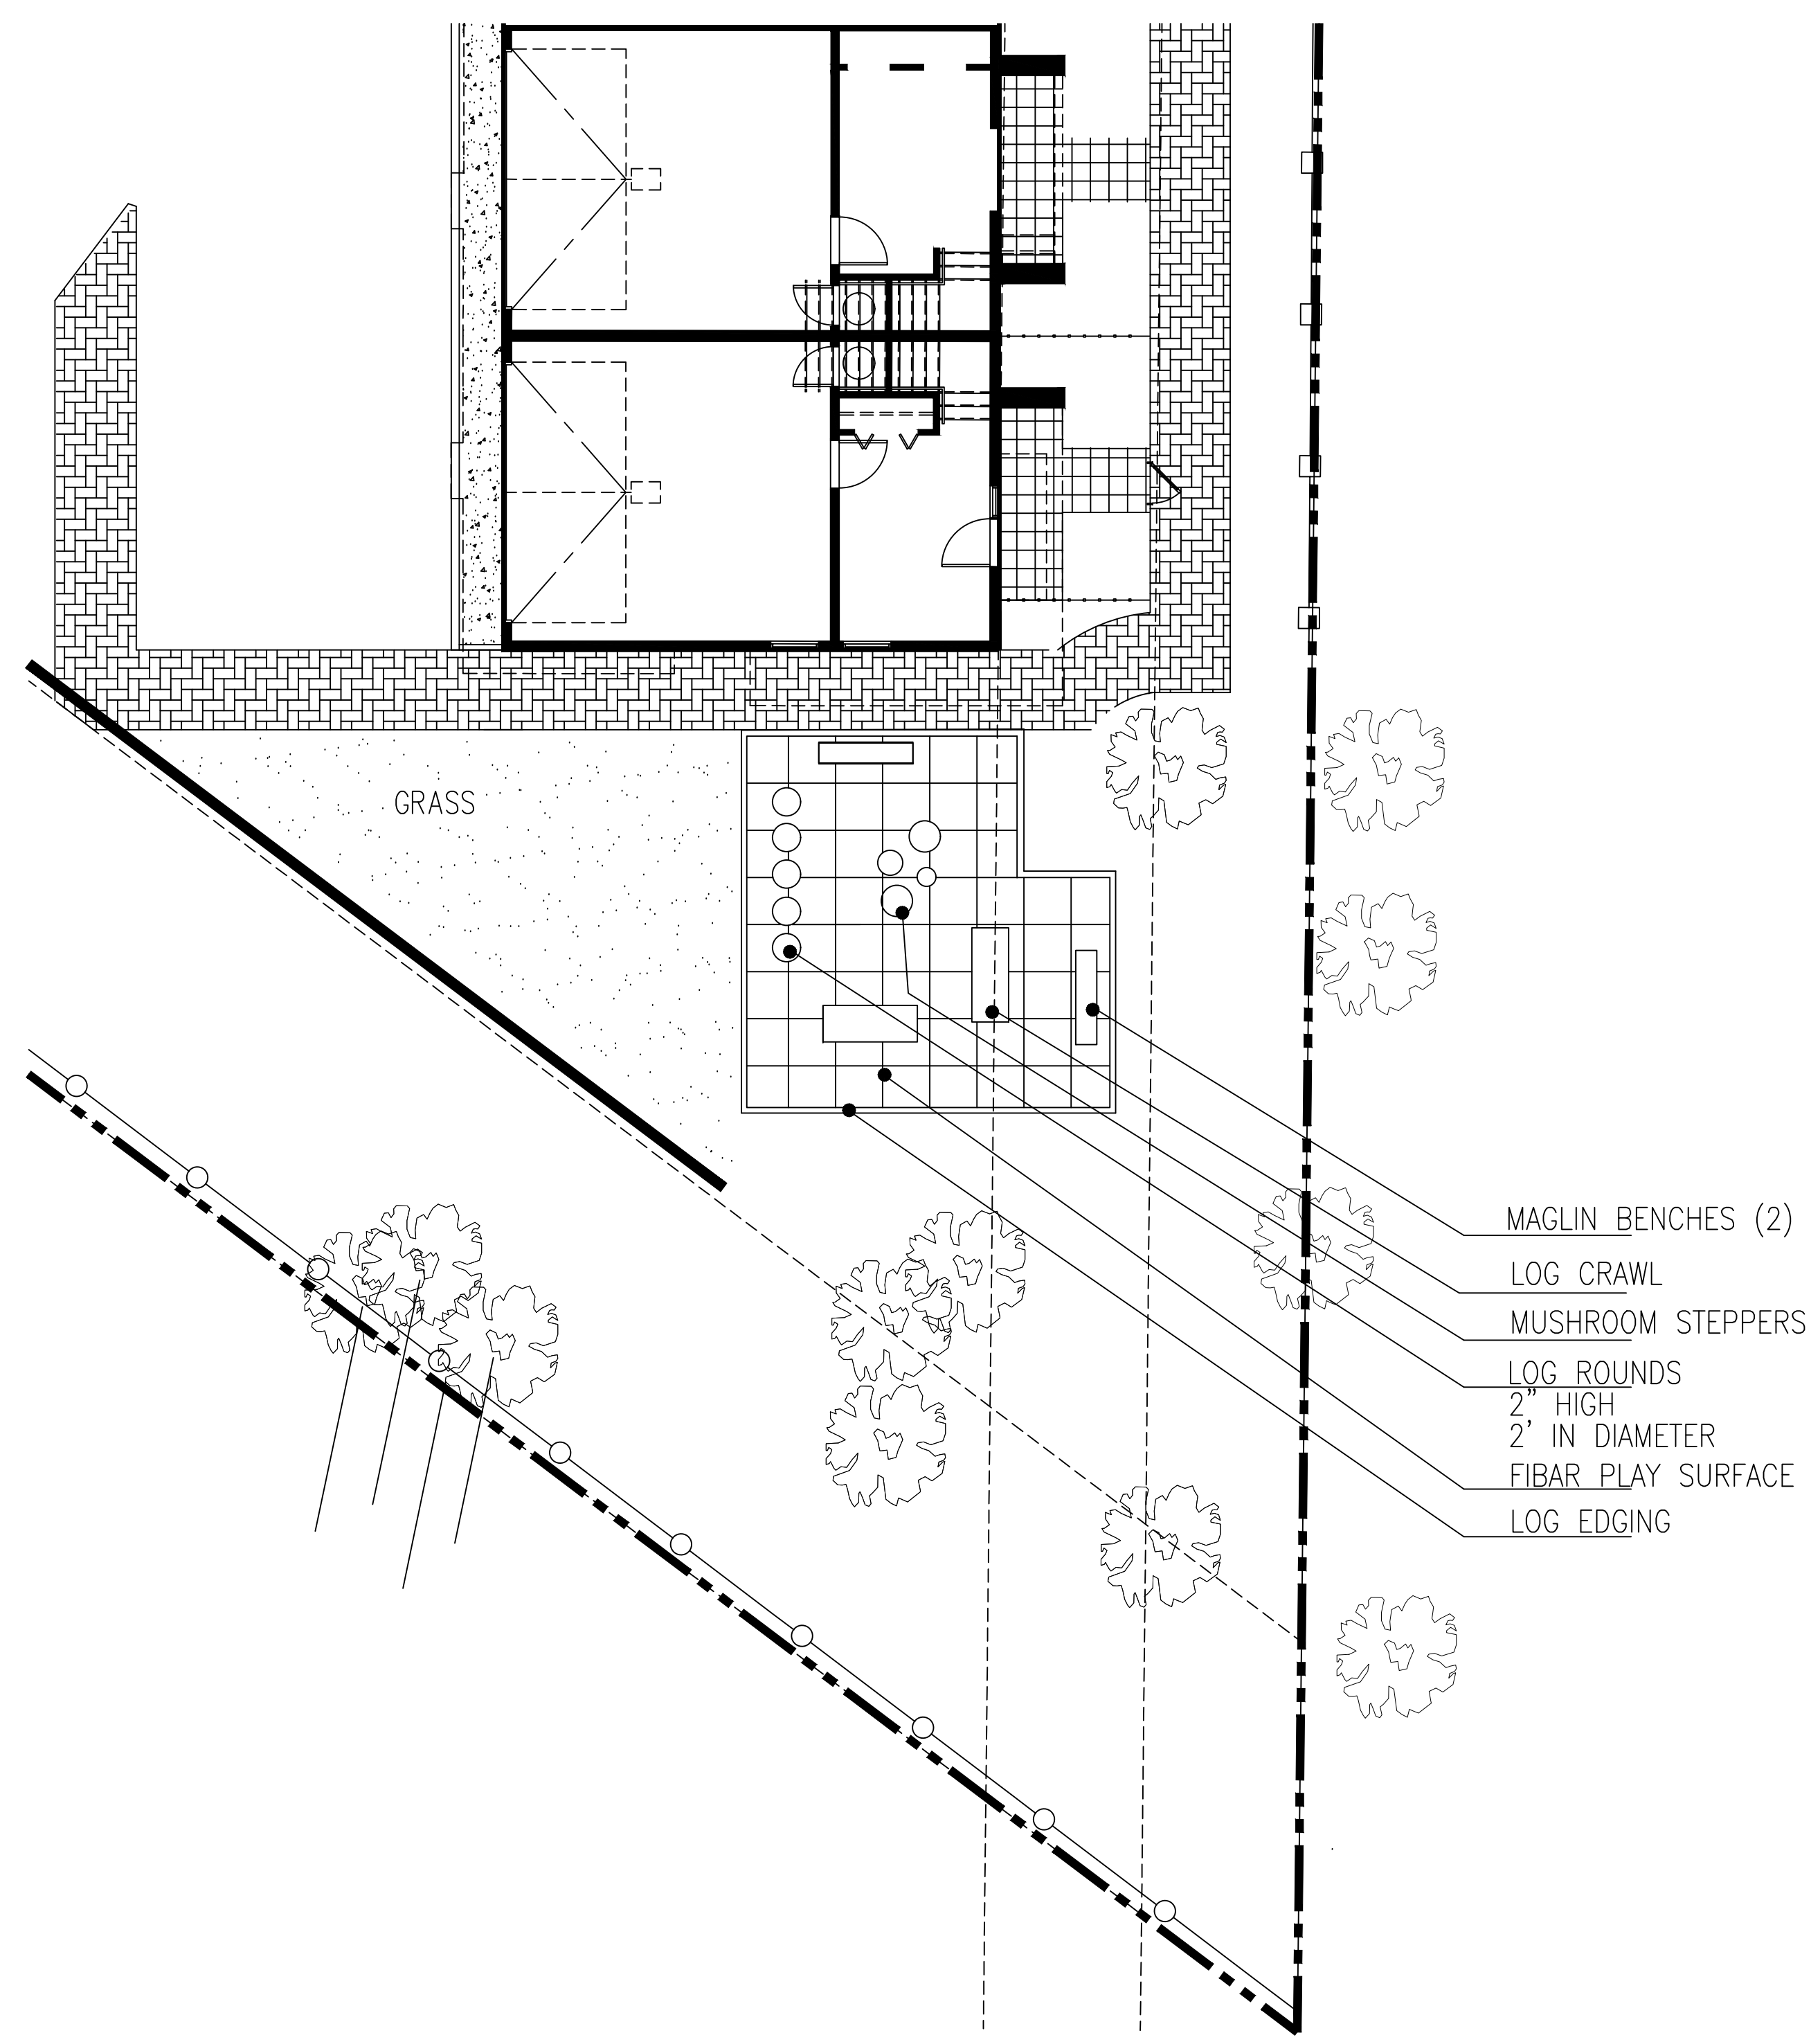 GRASS
MAGLIN BENCHES (2)
LOG CRAWL
MUSHROOM STEPPERS
LOG ROUNDS
2" HIGH
2' IN DIAMETER
FIBAR PLAY SURFACE
LOG EDGING